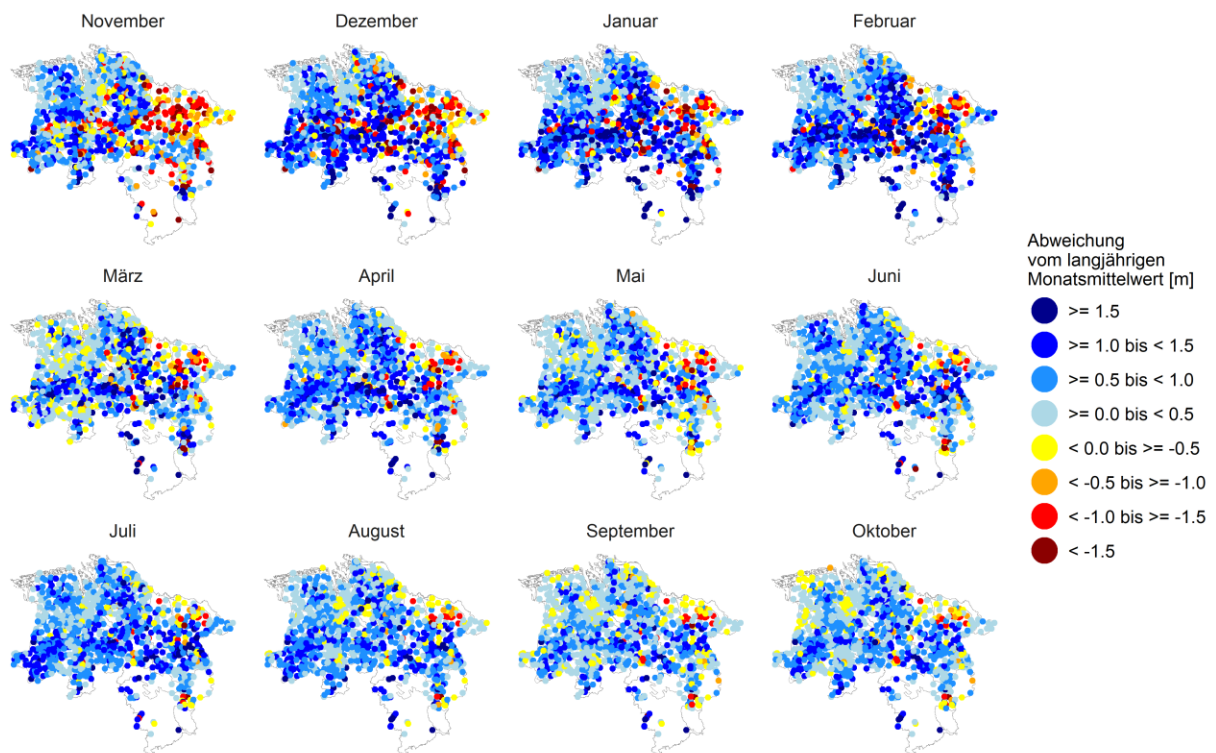 November
Dezember
Januar
Februar
März
April
Mai
Juni
Juli
August
September
Oktober
Abweichung
vom langjährigen
Monatsmittelwert [m]
>= 1.5
>= 1.0 bis < 1.5
>= 0.5 bis < 1.0
>= 0.0 bis < 0.5
< 0.0 bis >= -0.5
< -0.5 bis >= -1.0
< -1.0 bis >= -1.5
< -1.5